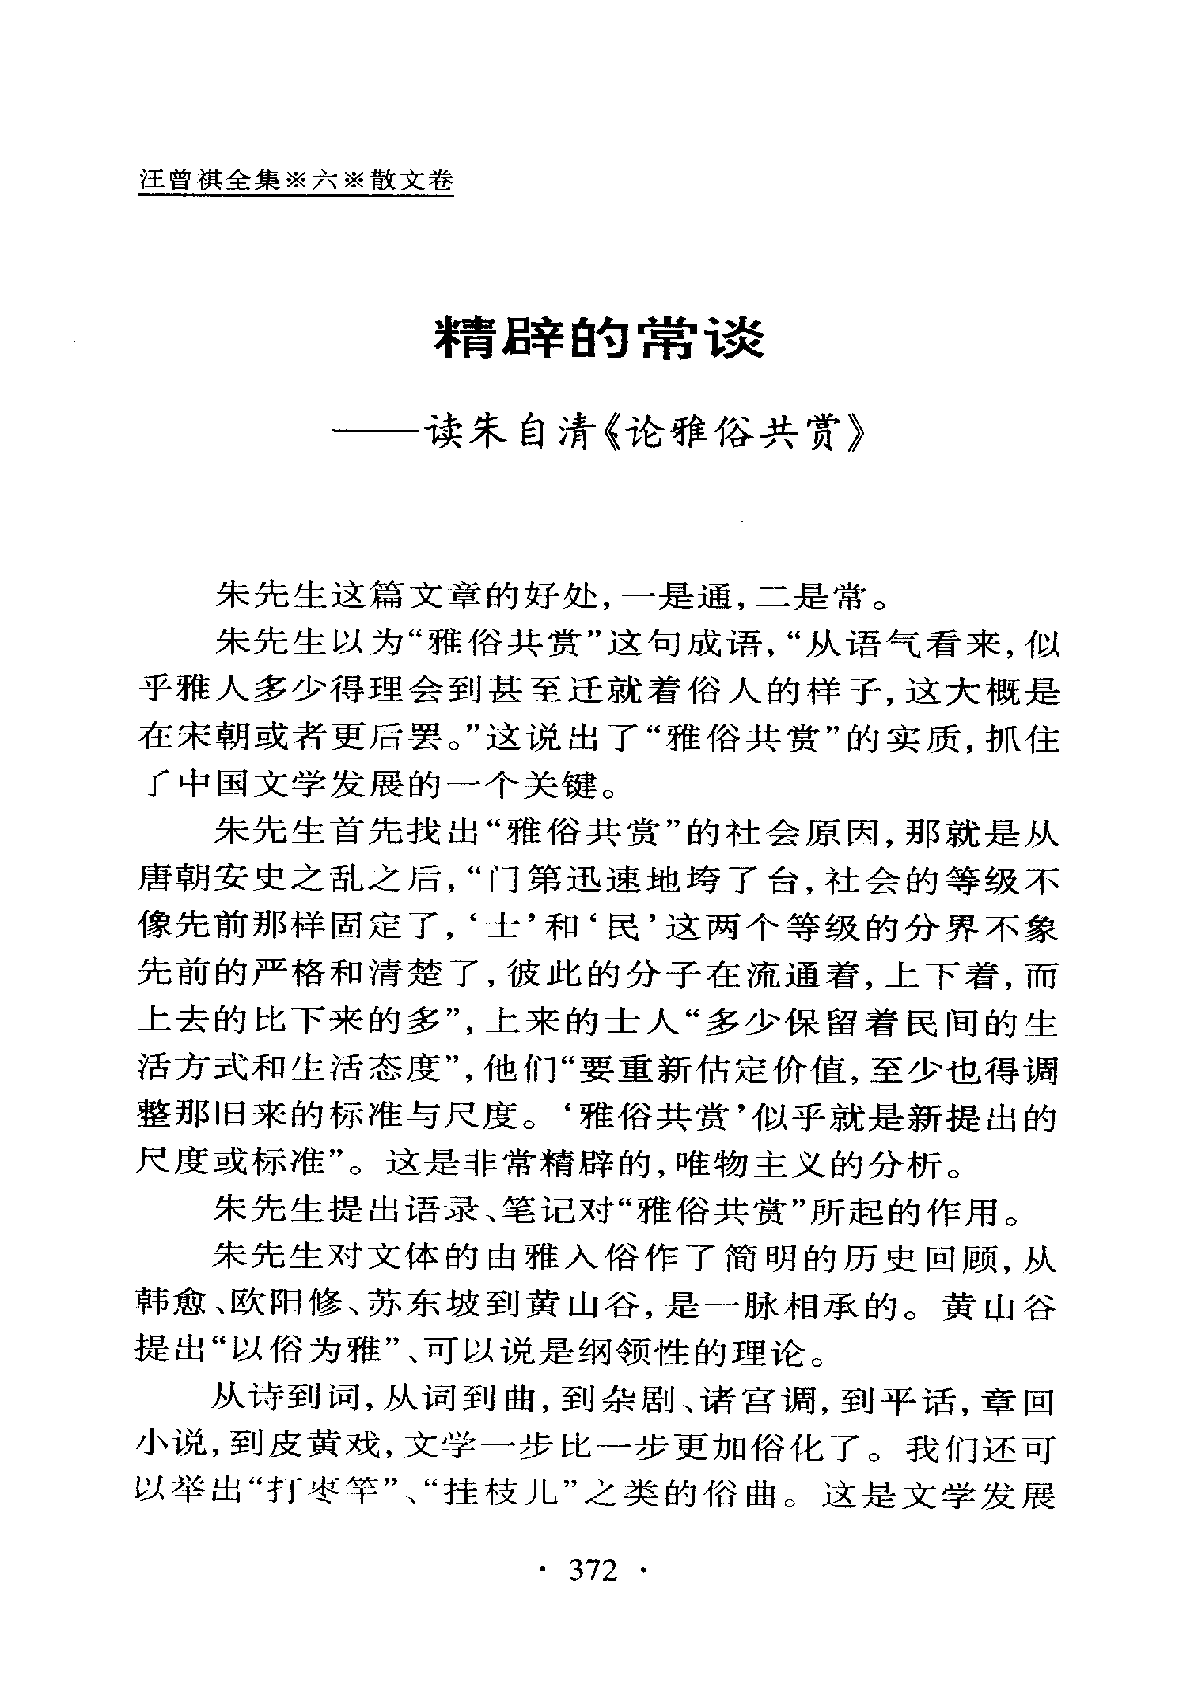 汪曾祺全集※六※散文卷
精辟的常谈
——读朱自清《论雅俗共赏》
朱先生这篇文章的好处，一是通，二是常。
朱先生以为“雅俗共赏”这句成语，“从语气看来，似
乎雅人多少得理会到甚至迁就着俗人的样子，这大概是
在宋朝或者更后罢。”这说出了“雅俗共赏”的实质，抓住
了中国文学发展的一个关键。
朱先生首先找出“雅俗共赏”的社会原因，那就是从
唐朝安史之乱之后，“门第迅速地垮了台，社会的等级不
像先前那样固定了，‘士’和‘民’这两个等级的分界不象
先前的严格和清楚了，彼此的分子在流通着，上下着，而
上去的比下来的多”，上来的士人“多少保留着民间的生
活方式和生活态度”，他们“要重新估定价值，至少也得调
整那旧来的标准与尺度。‘雅俗共赏’似乎就是新提出的
尺度或标准”。这是非常精辟的，唯物主义的分析。
朱先生提出语录、笔记对“雅俗共赏”所起的作用。
朱先生对文体的由雅入俗作了简明的历史回顾，从
韩愈、欧阳修、苏东坡到黄山谷，是一脉相承的。黄山谷
提出“以俗为雅”、可以说是纲领性的理论。
从诗到词，从词到曲，到杂剧、诸宫调，到平话，章回
小说，到皮黄戏，文学一步比一步更加俗化了。我们还可
以举出“打枣竿”、“挂枝儿”之类的俗曲。这是文学发展
· 372 ·